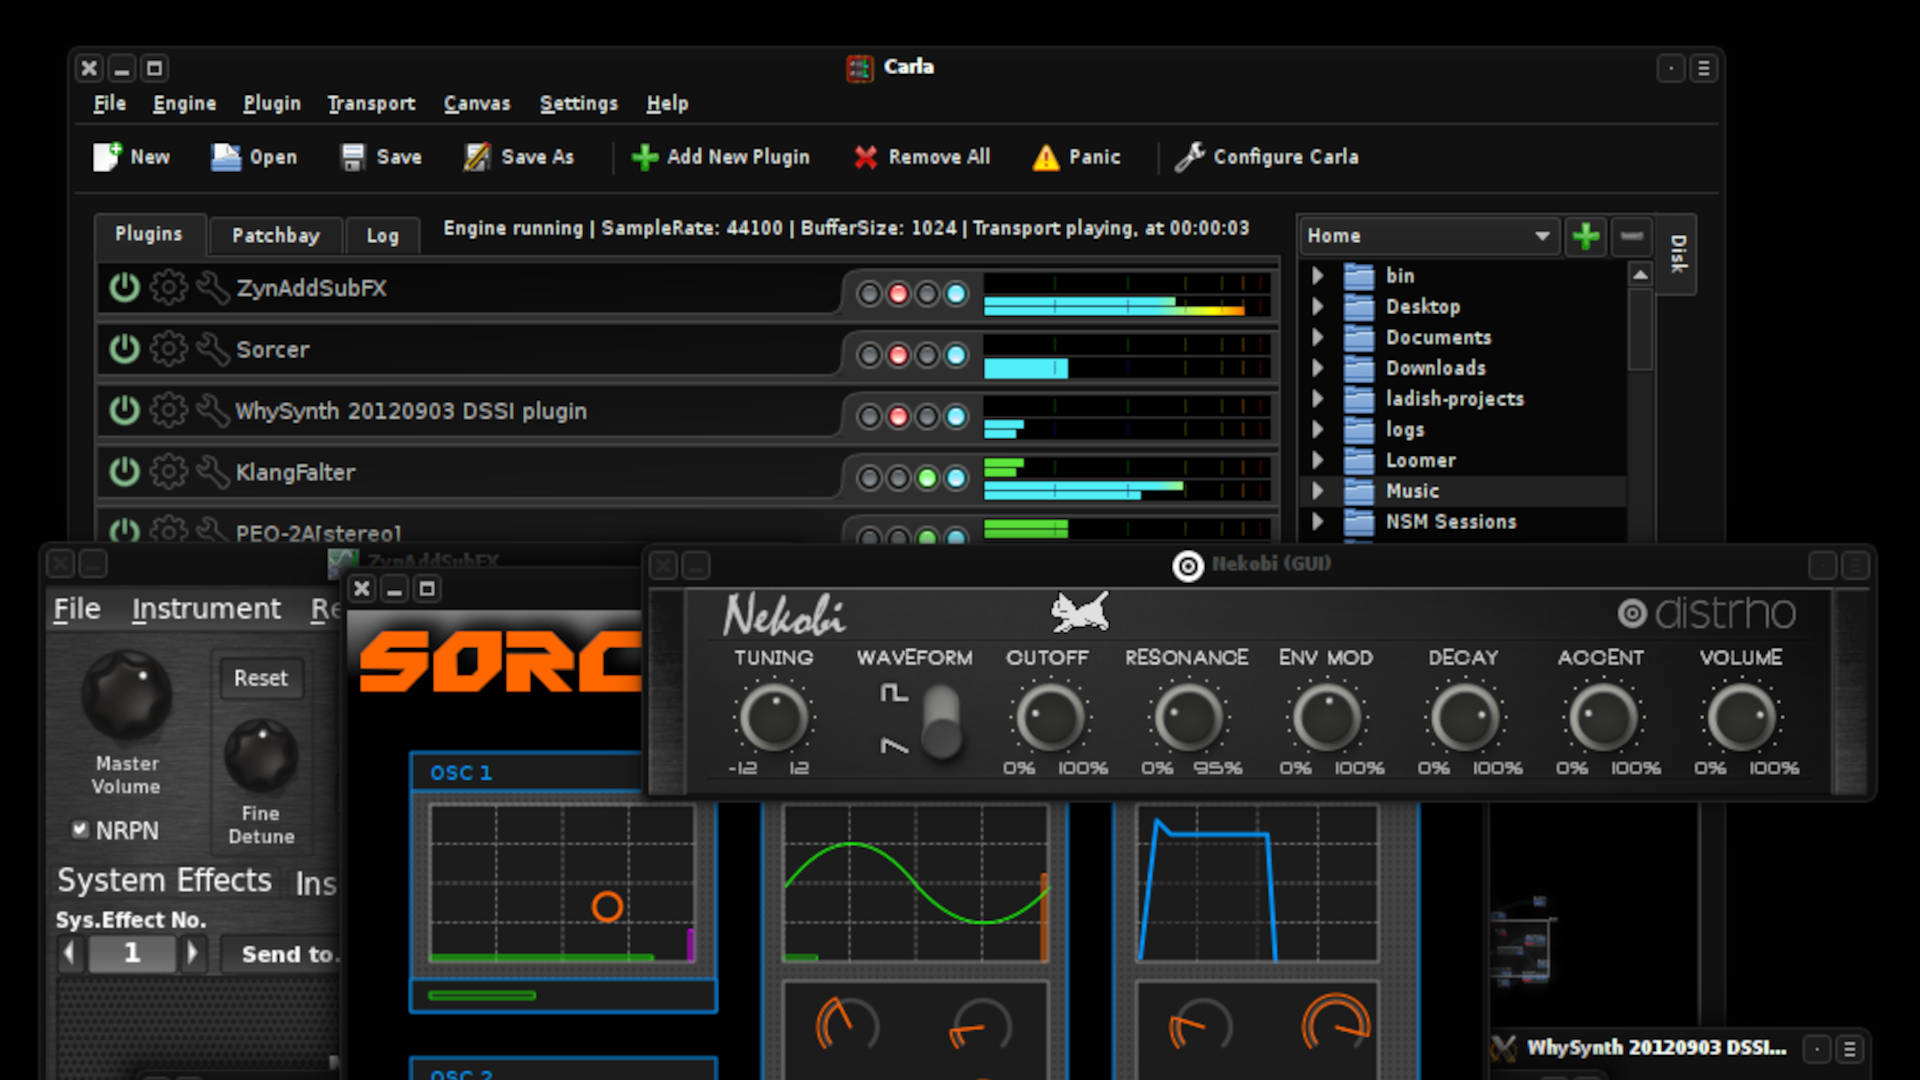 Carla
File Engine Plugin Transport Canvas Settings Help
New Open Save Save As Add New Plugin Remove All Panic Configure Carla
Plugins Patchbay Log Engine running | SampleRate: 44100 | BufferSize: 1024 | Transport playing, at 00:00:03
Home
Disk
ZynAddSubFX
Sorcer
WhySynth 20120903 DSSI plugin
KlangFalter
PEO-2A[stereo]
bin
Desktop
Documents
Downloads
ladish-projects
logs
Loomer
Music
NSM Sessions
ZynAddSubFX
File Instrument Re
Reset
Master
Volume
Fine
Detune
NRPN
System Effects Ins
Sys.Effect No.
1 Send to.
SORC
OSC 1
OSC 2
Nekobi (GUI)
Nekobi distrho
TUNING WAVEFORM CUTOFF RESONANCE ENV MOD DECAY ACCENT VOLUME
-12 12 0% 100% 0% 95% 0% 100% 0% 100% 0% 100% 0% 100%
WhySynth 20120903 DSSI...